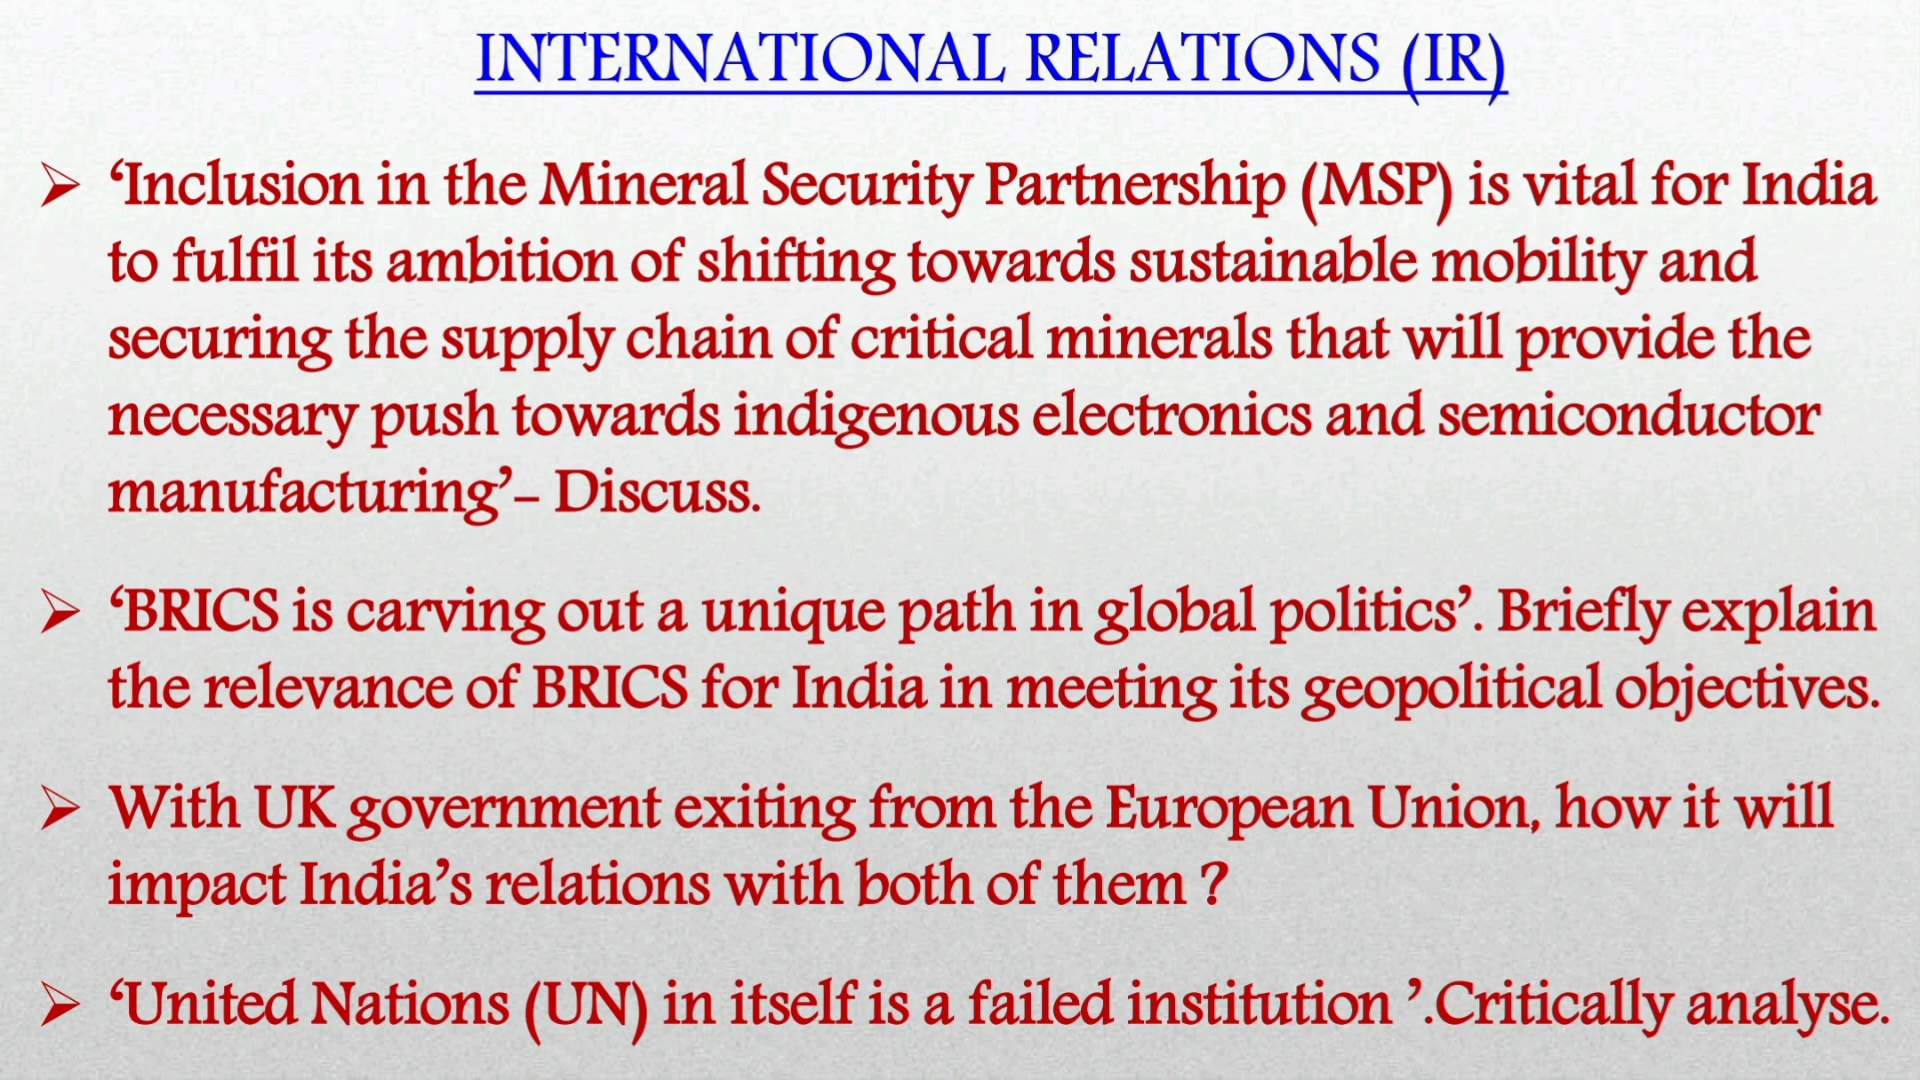 INTERNATIONAL RELATIONS (IR)
➢ ‘Inclusion in the Mineral Security Partnership (MSP) is vital for India
to fulfil its ambition of shifting towards sustainable mobility and
securing the supply chain of critical minerals that will provide the
necessary push towards indigenous electronics and semiconductor
manufacturing’– Discuss.
➢ ‘BRICS is carving out a unique path in global politics’. Briefly explain
the relevance of BRICS for India in meeting its geopolitical objectives.
➢ With UK government exiting from the European Union, how it will
impact India’s relations with both of them ?
➢ ‘United Nations (UN) in itself is a failed institution ’.Critically analyse.